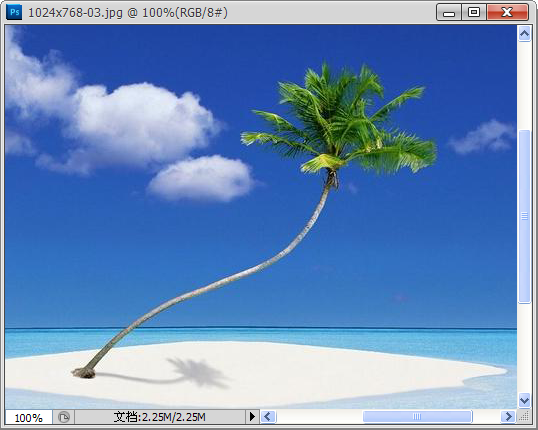 Ps 1024x768-03.jpg @ 100%(RGB/8#)
100% 文档:2.25M/2.25M